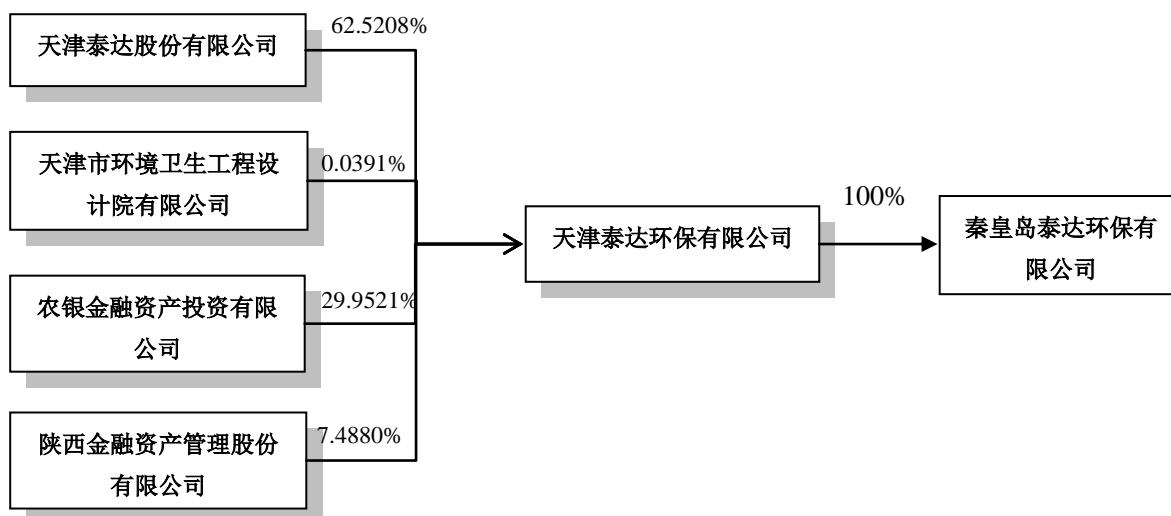 天津泰达股份有限公司
62.5208%
天津市环境卫生工程设
计院有限公司
0.0391%
农银金融资产投资有限
公司
29.9521%
陕西金融资产管理股份
有限公司
7.4880%
天津泰达环保有限公司
100%
秦皇岛泰达环保有
限公司